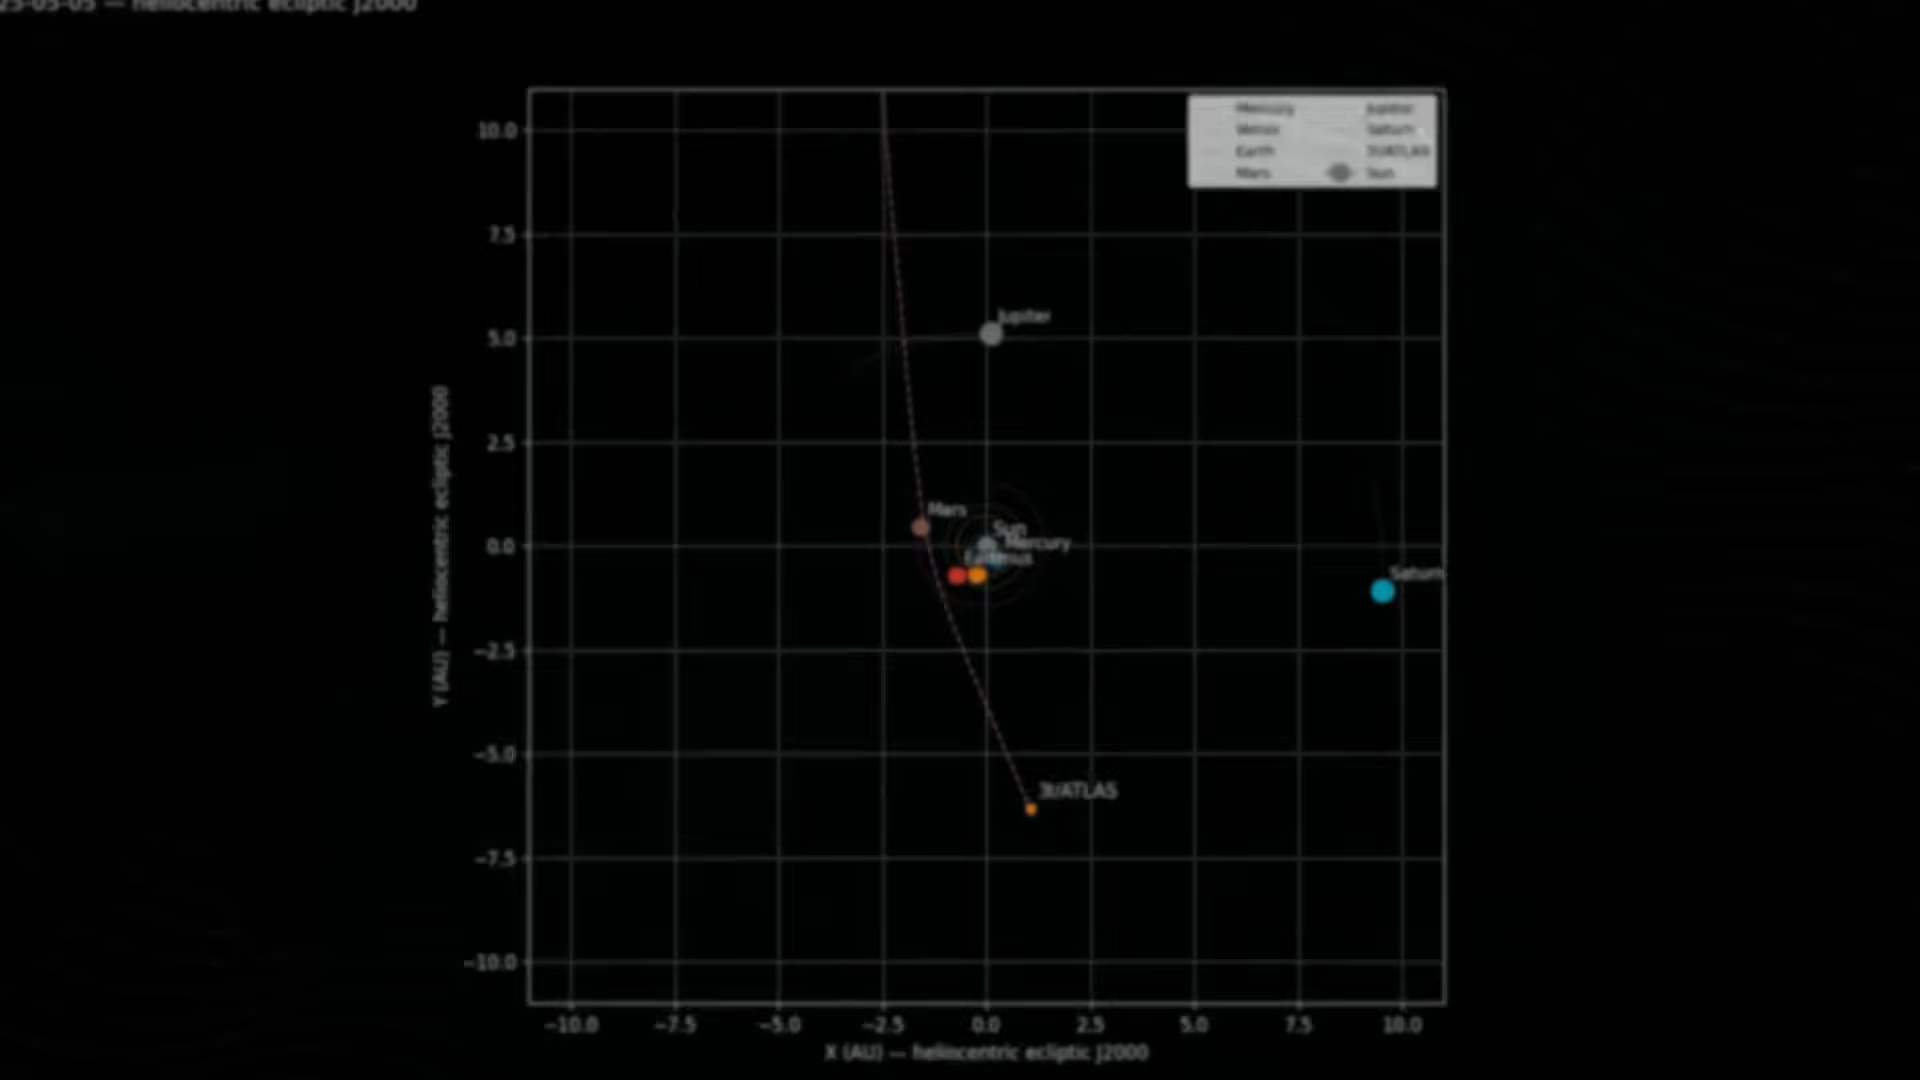 25-05-05 — heliocentric ecliptic J2000
Mercury Jupiter
Venus Saturn
Earth 3I/ATLAS
Mars Sun
10.0
7.5
5.0
2.5
0.0
−2.5
−5.0
−7.5
−10.0
Y (AU) — heliocentric ecliptic J2000
Jupiter
Mars
Sun
Mercury
Saturn
3I/ATLAS
−10.0 −7.5 −5.0 −2.5 0.0 2.5 5.0 7.5 10.0
X (AU) — heliocentric ecliptic J2000